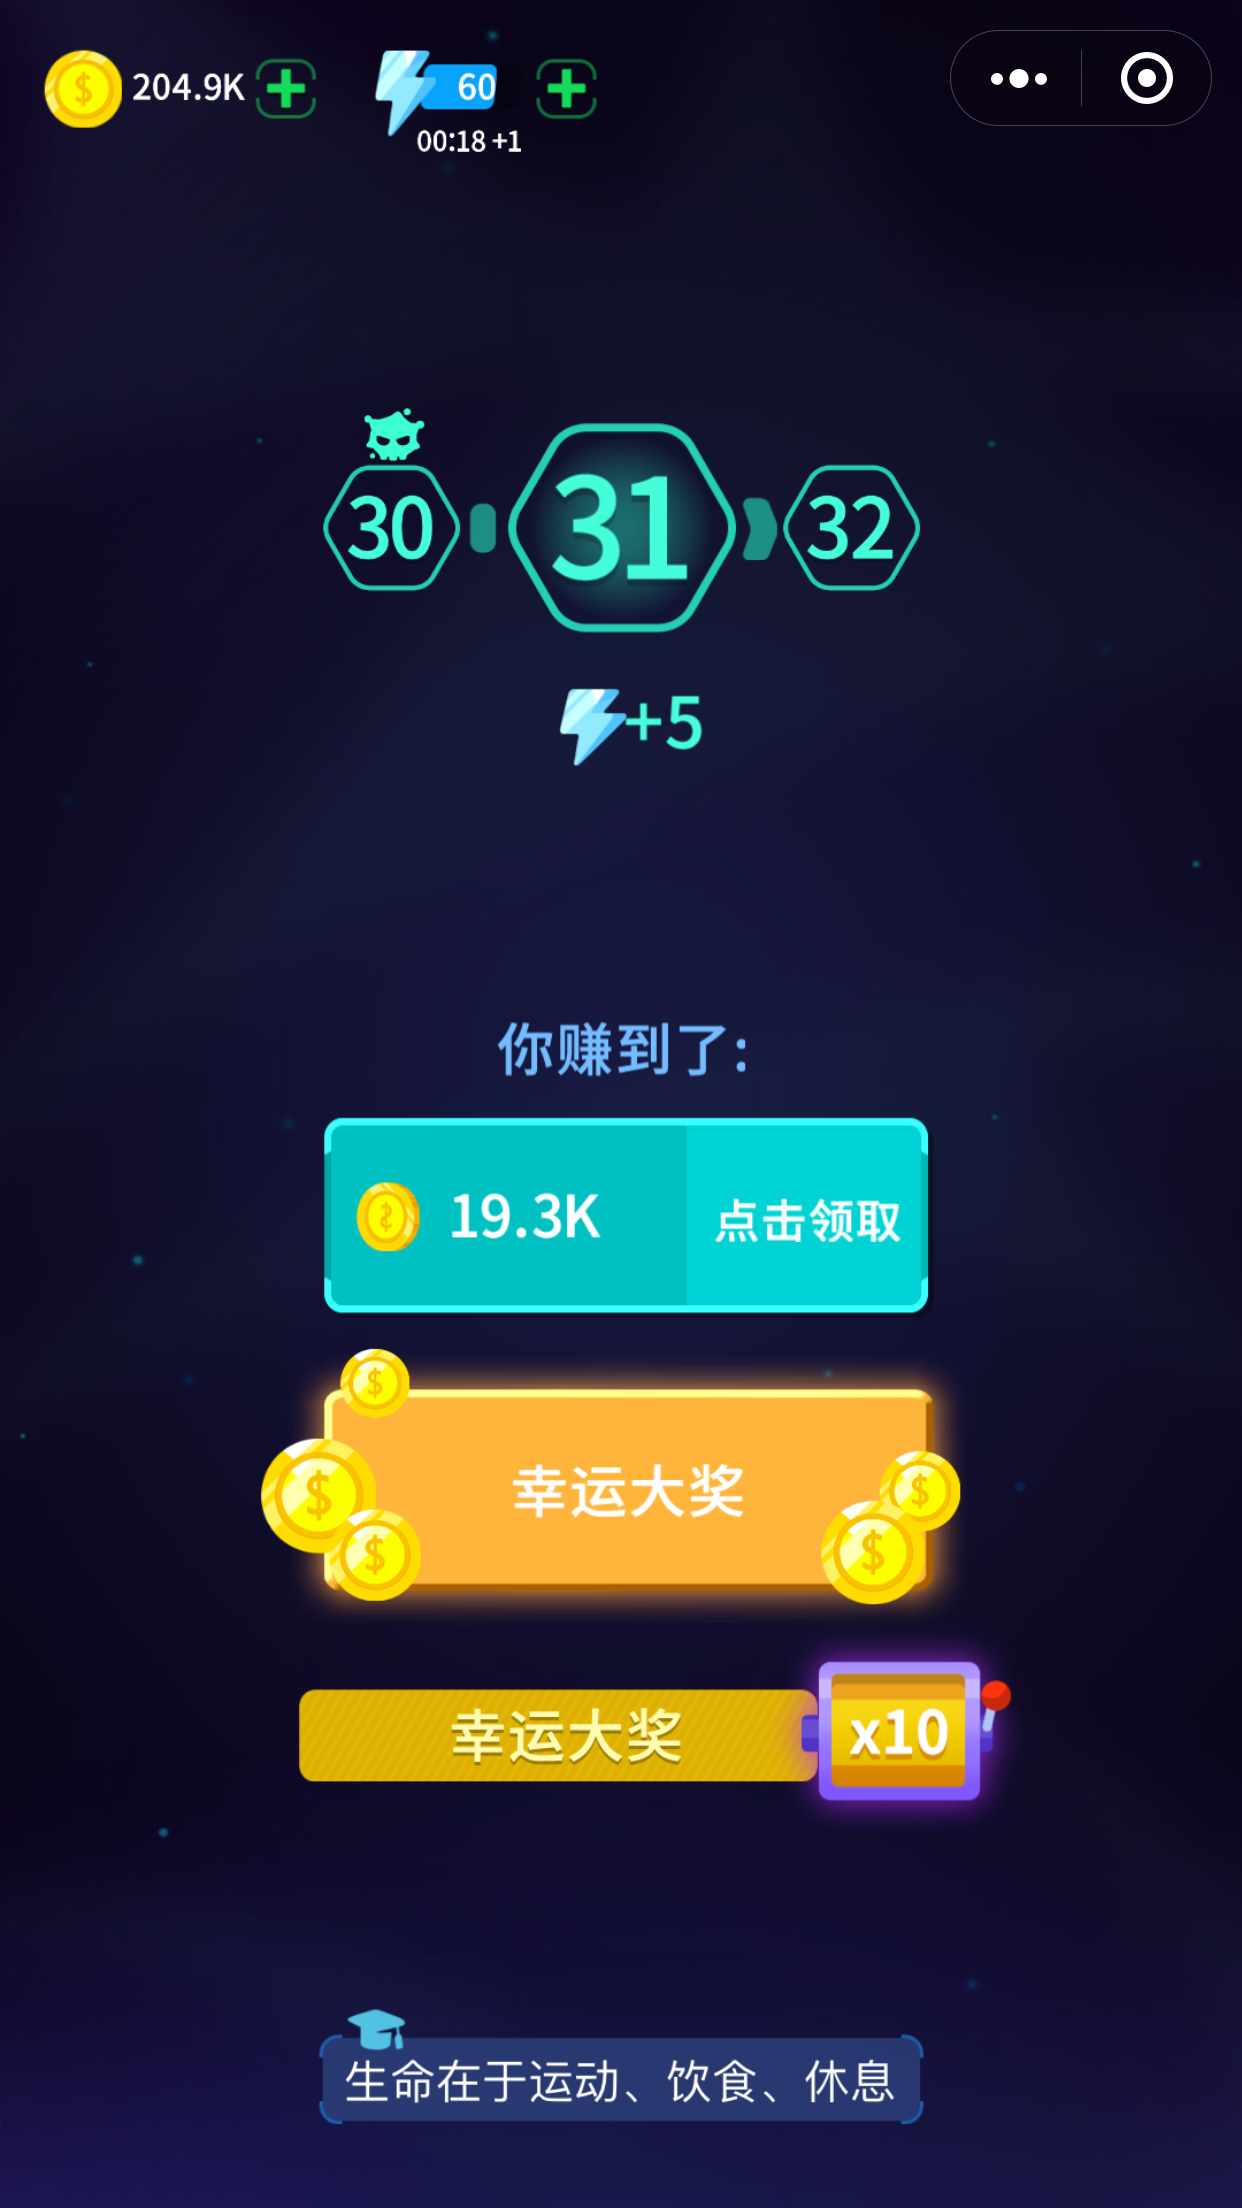 204.9K
60
00:18 +1
30
31
32
+5
你赚到了:
19.3K
点击领取
幸运大奖
幸运大奖
x10
生命在于运动、饮食、休息